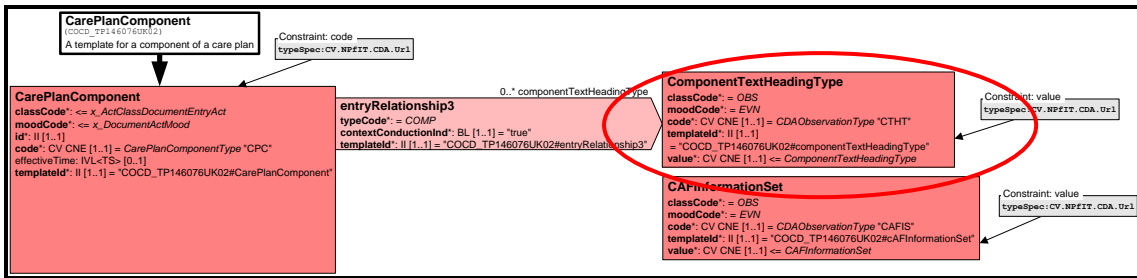 CarePlanComponent
(COCD_TP146076UK02)
A template for a component of a care plan
Constraint: code
typeSpec:CV.NPfIT.CDA.Url
CarePlanComponent
classCode*: <= x_ActClassDocumentEntryAct
moodCode*: <= x_DocumentActMood
id*: II [1..1]
code*: CV CNE [1..1] = CarePlanComponentType "CPC"
effectiveTime: IVL<TS> [0..1]
templateId*: II [1..1] = "COCD_TP146076UK02#CarePlanComponent"
0..* componentTextHeadingType
entryRelationship3
typeCode*: = COMP
contextConductionInd*: BL [1..1] = "true"
templateId*: II [1..1] = "COCD_TP146076UK02#entryRelationship3"
ComponentTextHeadingType
classCode*: = OBS
moodCode*: = EVN
code*: CV CNE [1..1] = CDAObservationType "CTHT"
templateId*: II [1..1]
= "COCD_TP146076UK02#componentTextHeadingType"
value*: CV CNE [1..1] <= ComponentTextHeadingType
Constraint: value
typeSpec:CV.NPfIT.CDA.Url
CAFInformationSet
classCode*: = OBS
moodCode*: = EVN
code*: CV CNE [1..1] = CDAObservationType "CAFIS"
templateId*: II [1..1] = "COCD_TP146076UK02#cAFInformationSet"
value*: CV CNE [1..1] <= CAFInformationSet
Constraint: value
typeSpec:CV.NPfIT.CDA.Url